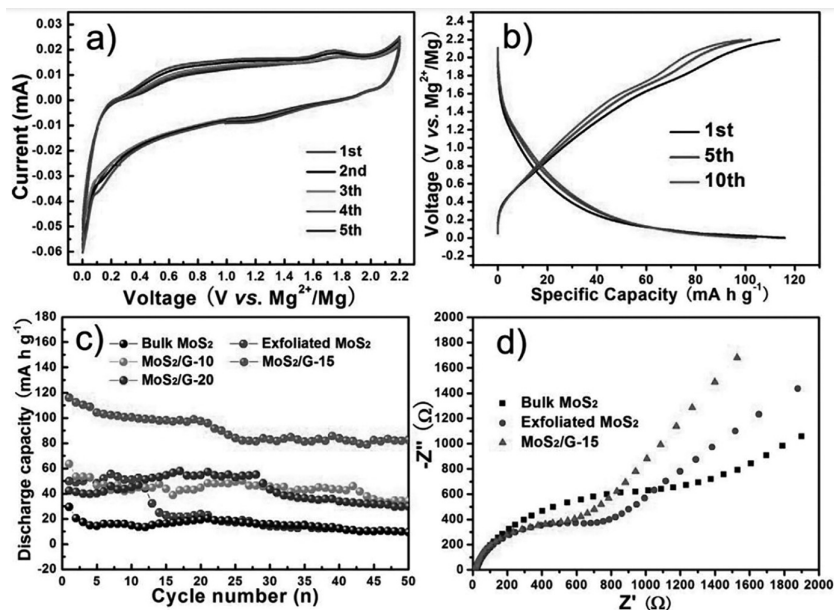 a)
0.03
0.02
0.01
0.00
-0.01
-0.02
-0.03
-0.04
-0.05
-0.06
Current (mA)
1st
2nd
3th
4th
5th
0.0 0.2 0.4 0.6 0.8 1.0 1.2 1.4 1.6 1.8 2.0 2.2
Voltage (V vs. Mg2+/Mg)
b)
2.4
2.2
2.0
1.8
1.6
1.4
1.2
1.0
0.8
0.6
0.4
0.2
0.0
-0.2
Voltage (V vs. Mg2+/Mg)
1st
5th
10th
0 20 40 60 80 100 120
Specific Capacity (mA h g-1)
c)
180
160
140
120
100
80
60
40
20
0
-20
Discharge capacity (mA h g-1)
Bulk MoS2 Exfoliated MoS2
MoS2/G-10 MoS2/G-15
MoS2/G-20
0 5 10 15 20 25 30 35 40 45 50
Cycle number (n)
d)
2000
1800
1600
1400
1200
1000
800
600
400
200
0
-Z'' (Ω)
Bulk MoS2
Exfoliated MoS2
MoS2/G-15
0 200 400 600 800 1000 1200 1400 1600 1800 2000
Z' (Ω)